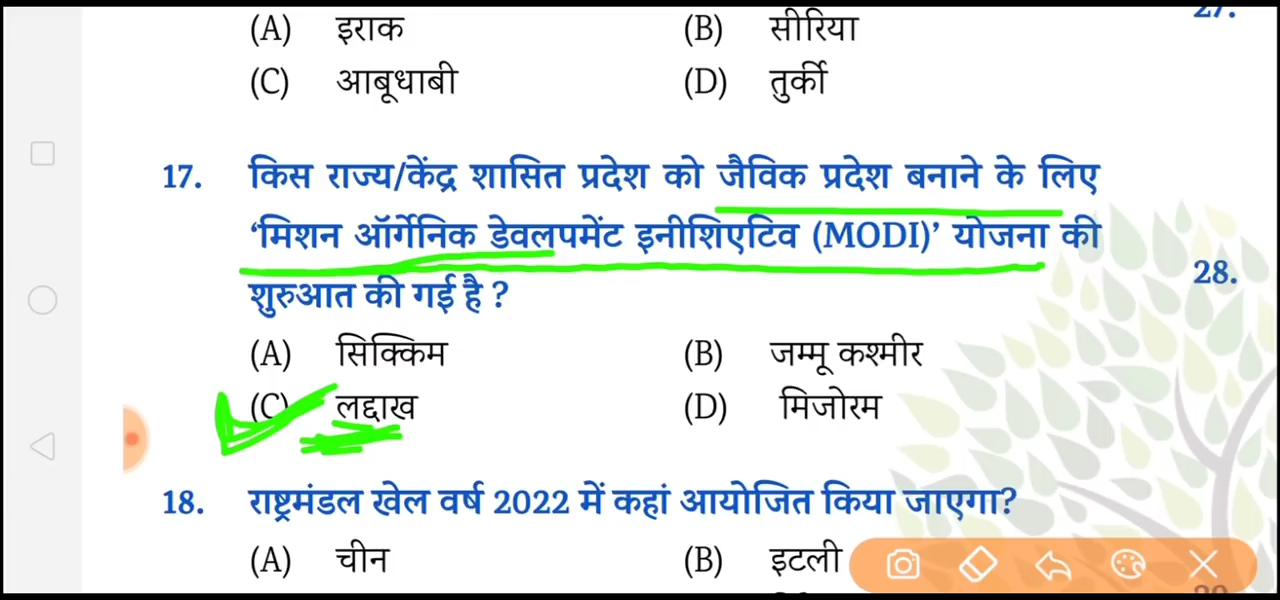 (A) इराक (B) सीरिया
27.
(C) आबूधाबी (D) तुर्की
17. किस राज्य/केंद्र शासित प्रदेश को जैविक प्रदेश बनाने के लिए
‘मिशन ऑर्गेनिक डेवलपमेंट इनीशिएटिव (MODI)’ योजना की
शुरुआत की गई है ?
28.
(A) सिक्किम (B) जम्मू कश्मीर
(C) लद्दाख (D) मिजोरम
18. राष्ट्रमंडल खेल वर्ष 2022 में कहां आयोजित किया जाएगा?
(A) चीन (B) इटली